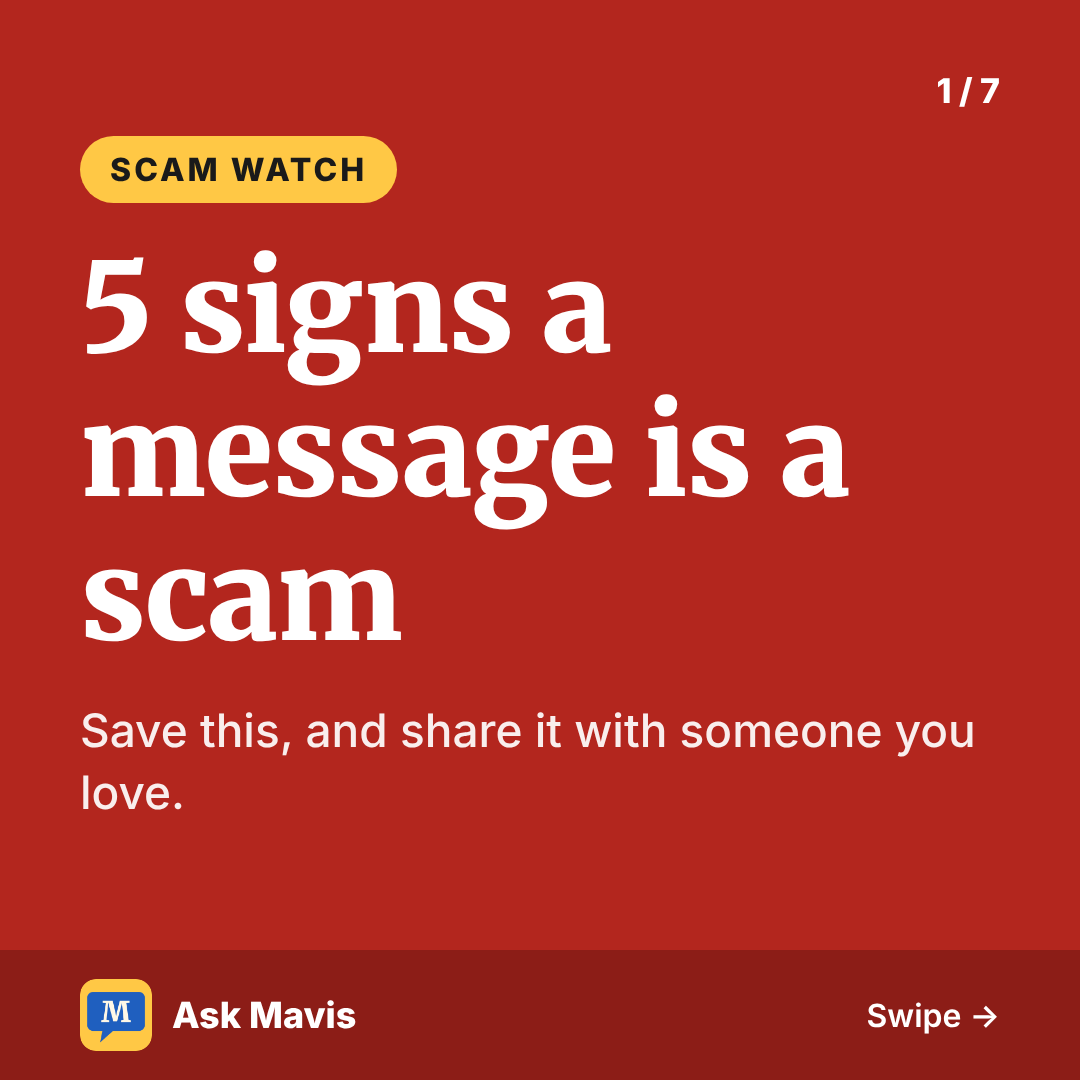 1 / 7
SCAM WATCH
5 signs a
message is a
scam
Save this, and share it with someone you
love.
M
Ask Mavis
Swipe →